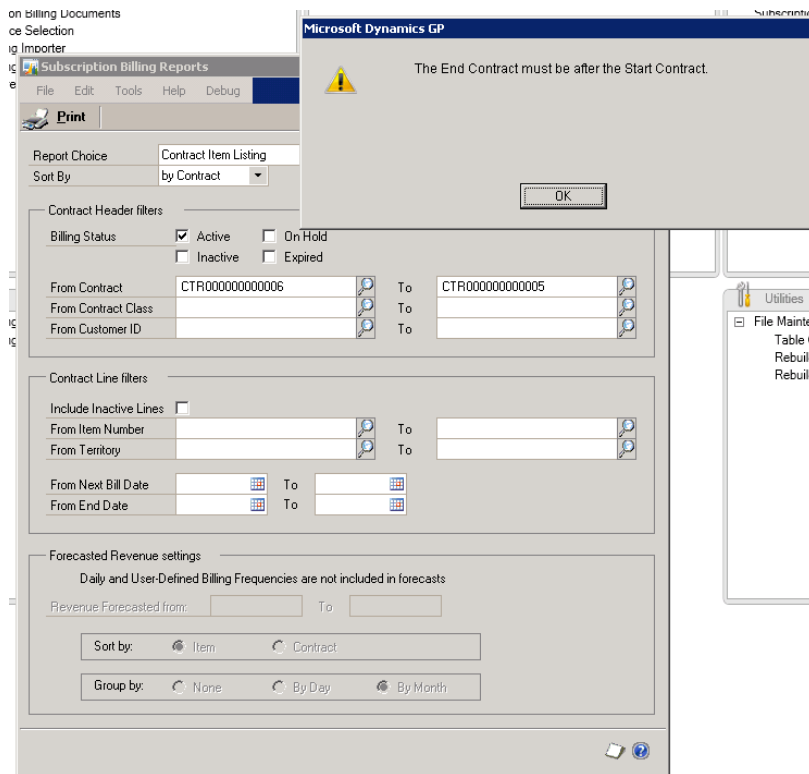 on Billing Documents
ce Selection
g Importer
Subscription Billing Reports
File Edit Tools Help Debug
Print
Microsoft Dynamics GP
The End Contract must be after the Start Contract.
OK
Report Choice Contract Item Listing
Sort By by Contract
Contract Header filters
Billing Status Active On Hold
Inactive Expired
From Contract CTR000000000006 To CTR000000000005
From Contract Class To
From Customer ID To
Contract Line filters
Include Inactive Lines
From Item Number To
From Territory To
From Next Bill Date To
From End Date To
Forecasted Revenue settings
Daily and User-Defined Billing Frequencies are not included in forecasts
Revenue Forecasted from: To
Sort by: Item Contract
Group by: None By Day By Month
Utilities
File Mainte
Table
Rebuil
Rebuil